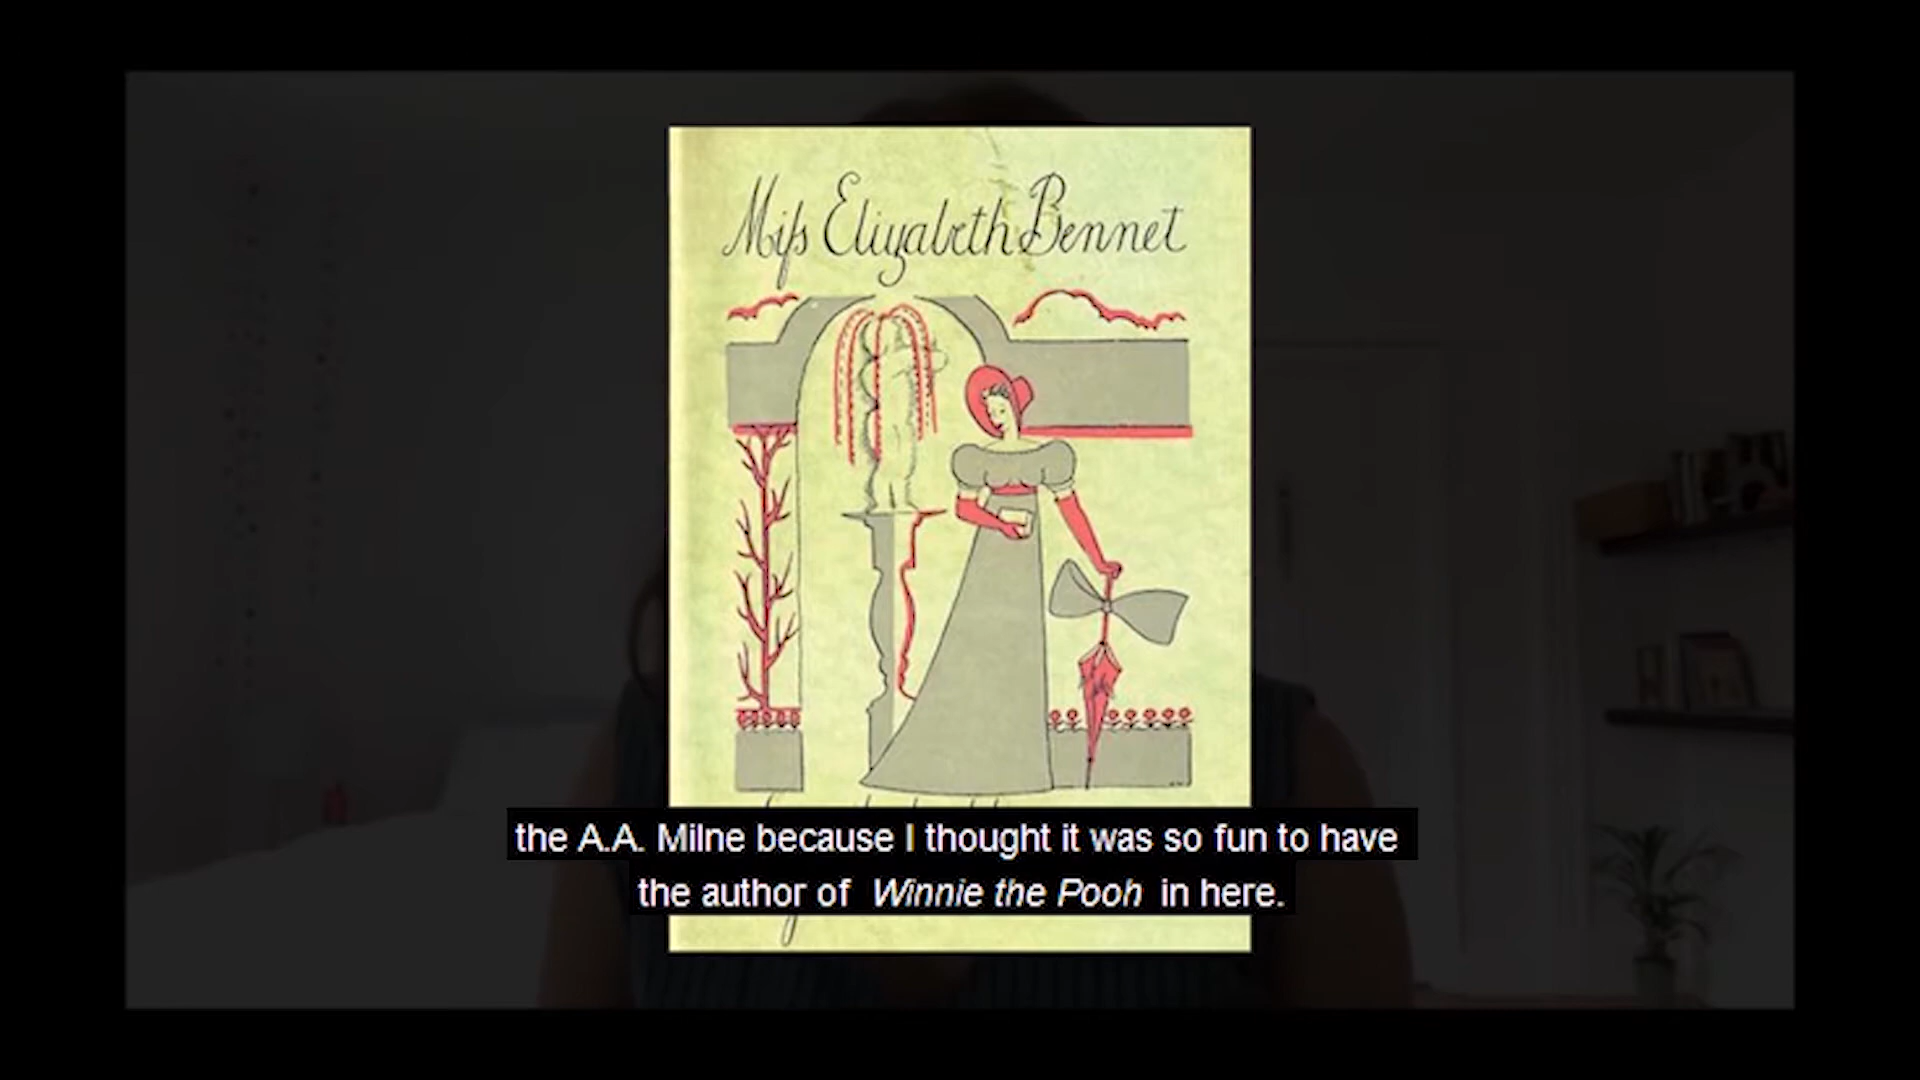 Miſs Elizabeth Bennet
the A.A. Milne because I thought it was so fun to have
the author of Winnie the Pooh in here.